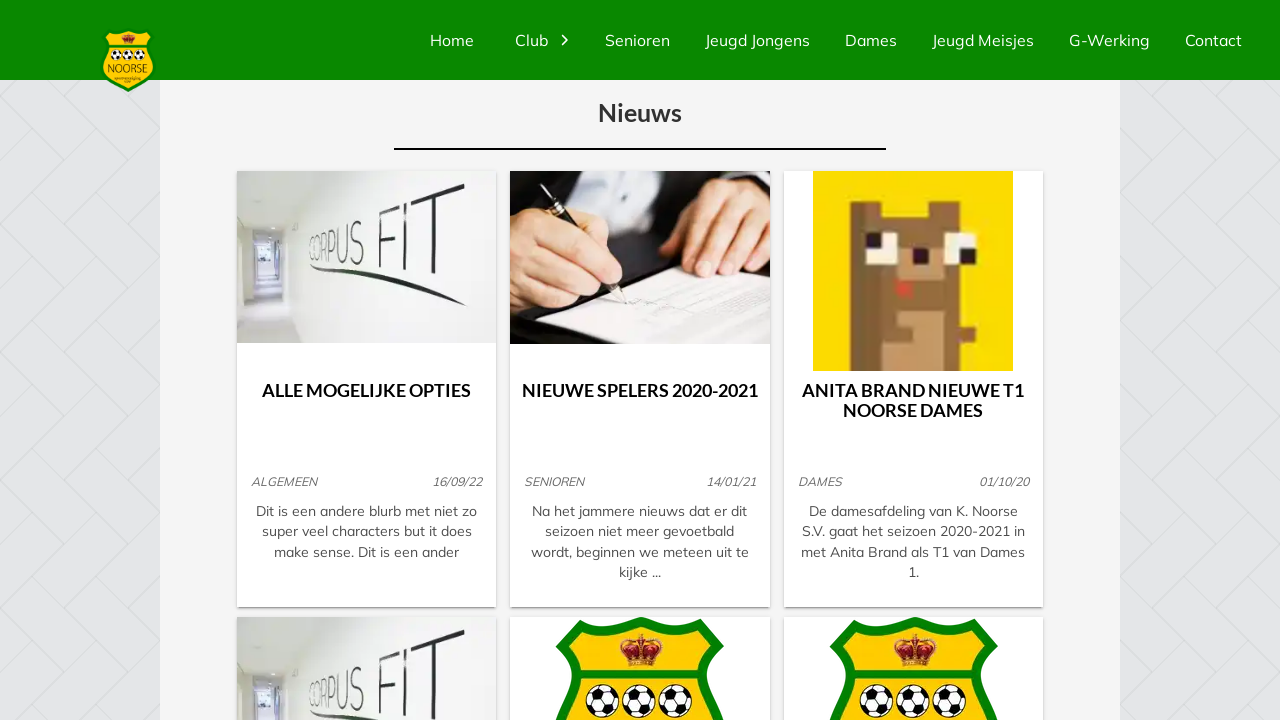 NOORSE
Home
Club
Senioren
Jeugd Jongens
Dames
Jeugd Meisjes
G-Werking
Contact
Nieuws
CORPUS FIT
ALLE MOGELIJKE OPTIES
ALGEMEEN 16/09/22
Dit is een andere blurb met niet zo
super veel characters but it does
make sense. Dit is een ander
NIEUWE SPELERS 2020-2021
SENIOREN 14/01/21
Na het jammere nieuws dat er dit
seizoen niet meer gevoetbald
wordt, beginnen we meteen uit te
kijke ...
ANITA BRAND NIEUWE T1
NOORSE DAMES
DAMES 01/10/20
De damesafdeling van K. Noorse
S.V. gaat het seizoen 2020-2021 in
met Anita Brand als T1 van Dames
1.
CORPUS FIT